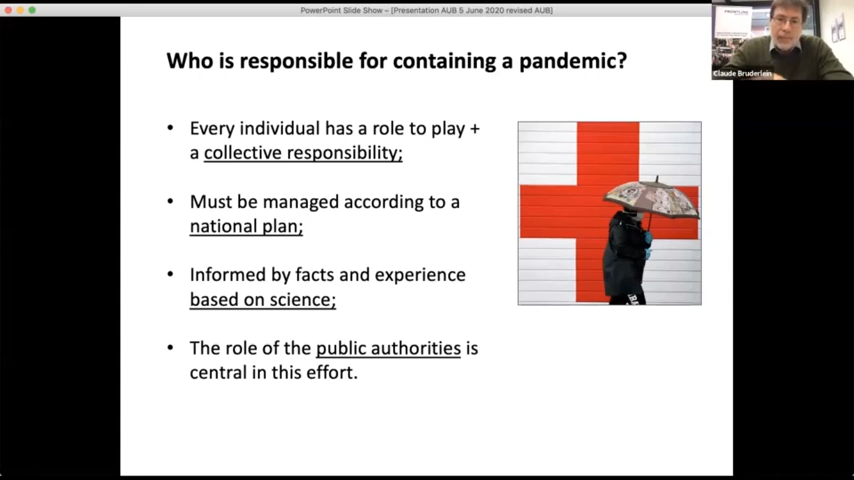 PowerPoint Slide Show – [Presentation AUB 5 June 2020 revised AUB]
FRONTLINE
Claude Bruderlein
Who is responsible for containing a pandemic?
• Every individual has a role to play +
a collective responsibility;
• Must be managed according to a
national plan;
• Informed by facts and experience
based on science;
• The role of the public authorities is
central in this effort.